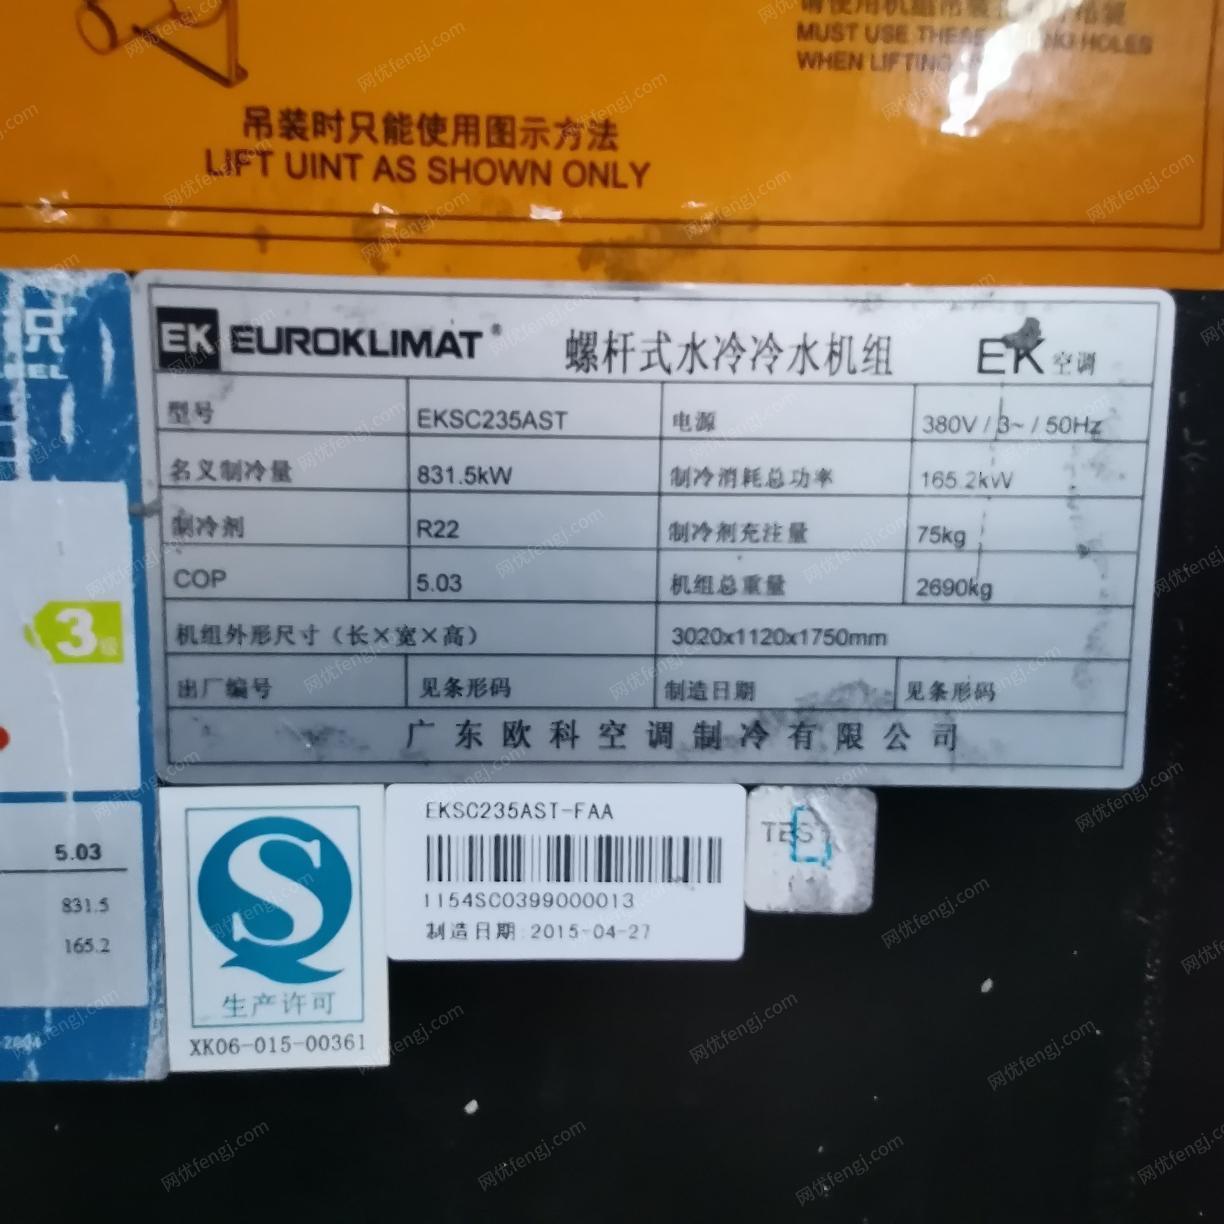 MUST USE THESE
HOLES
WHEN LIFTING
吊装时只能使用图示方法
LIFT UINT AS SHOWN ONLY
EK EUROKLIMAT® 螺杆式水冷冷水机组 EK 空调
型号 EKSC235AST 电源 380V / 3~ / 50Hz
名义制冷量 831.5kW 制冷消耗总功率 165.2kW
制冷剂 R22 制冷剂充注量 75kg
COP 5.03 机组总重量 2690kg
机组外形尺寸（长×宽×高） 3020x1120x1750mm
出厂编号 见条形码 制造日期 见条形码
广东欧科空调制冷有限公司
3级
5.03
831.5
165.2
EKSC235AST-FAA
1154SC0399000013
制造日期:2015-04-27
TEST
生产许可
XK06-015-00361
网优fengj.com